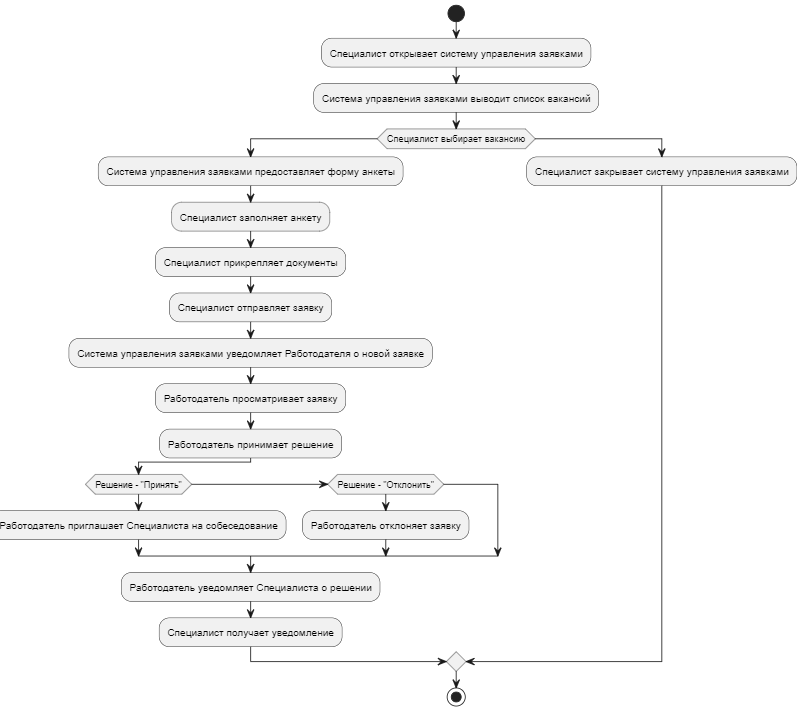 Специалист открывает систему управления заявками
Система управления заявками выводит список вакансий
Специалист выбирает вакансию
Система управления заявками предоставляет форму анкеты
Специалист закрывает систему управления заявками
Специалист заполняет анкету
Специалист прикрепляет документы
Специалист отправляет заявку
Система управления заявками уведомляет Работодателя о новой заявке
Работодатель просматривает заявку
Работодатель принимает решение
Решение - "Принять"
Решение - "Отклонить"
Работодатель приглашает Специалиста на собеседование
Работодатель отклоняет заявку
Работодатель уведомляет Специалиста о решении
Специалист получает уведомление